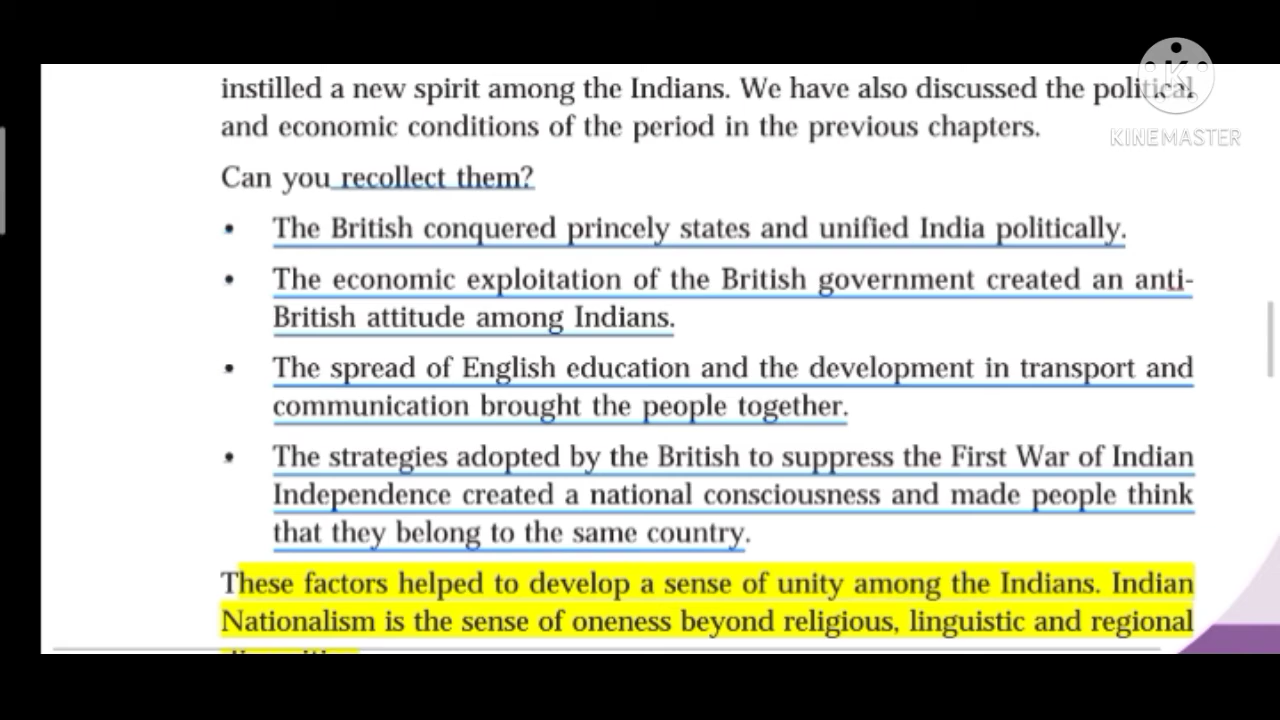 KINEMASTER
instilled a new spirit among the Indians. We have also discussed the political
and economic conditions of the period in the previous chapters.
Can you recollect them?
• The British conquered princely states and unified India politically.
• The economic exploitation of the British government created an anti-
British attitude among Indians.
• The spread of English education and the development in transport and
communication brought the people together.
• The strategies adopted by the British to suppress the First War of Indian
Independence created a national consciousness and made people think
that they belong to the same country.
These factors helped to develop a sense of unity among the Indians. Indian
Nationalism is the sense of oneness beyond religious, linguistic and regional